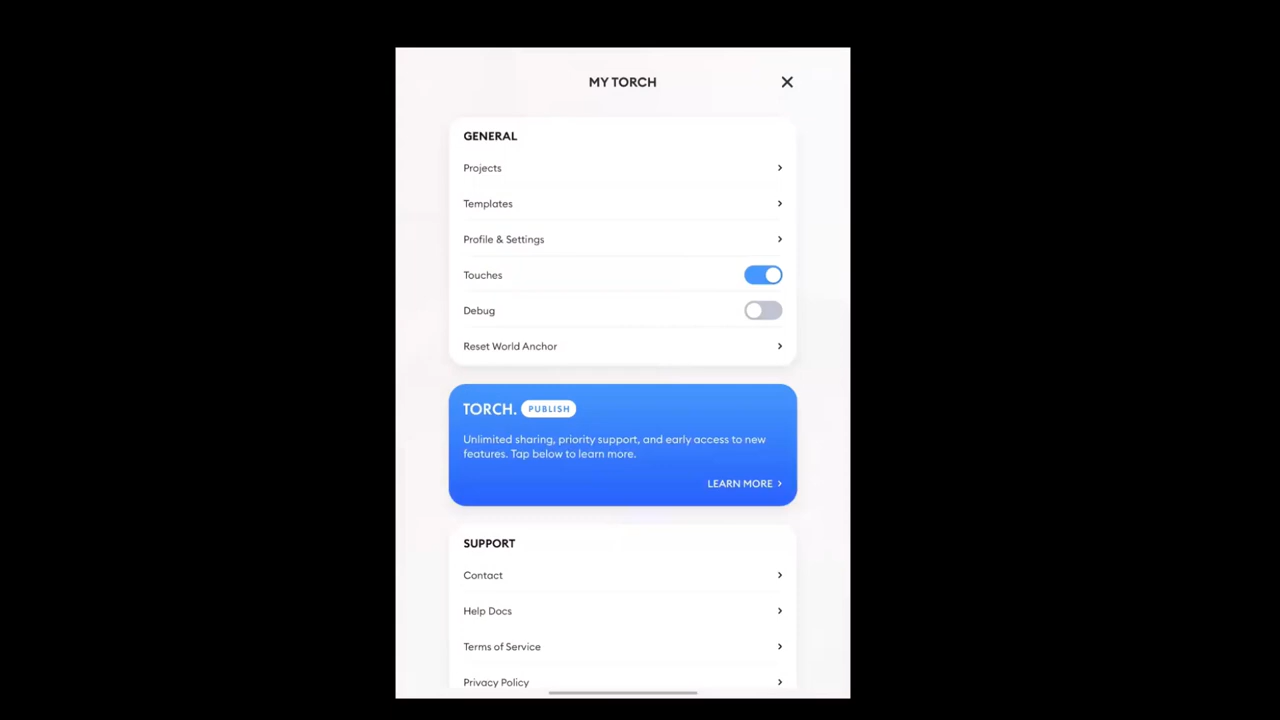 MY TORCH
GENERAL
Projects
Templates
Profile & Settings
Touches
Debug
Reset World Anchor
TORCH. PUBLISH
Unlimited sharing, priority support, and early access to new
features. Tap below to learn more.
LEARN MORE
SUPPORT
Contact
Help Docs
Terms of Service
Privacy Policy